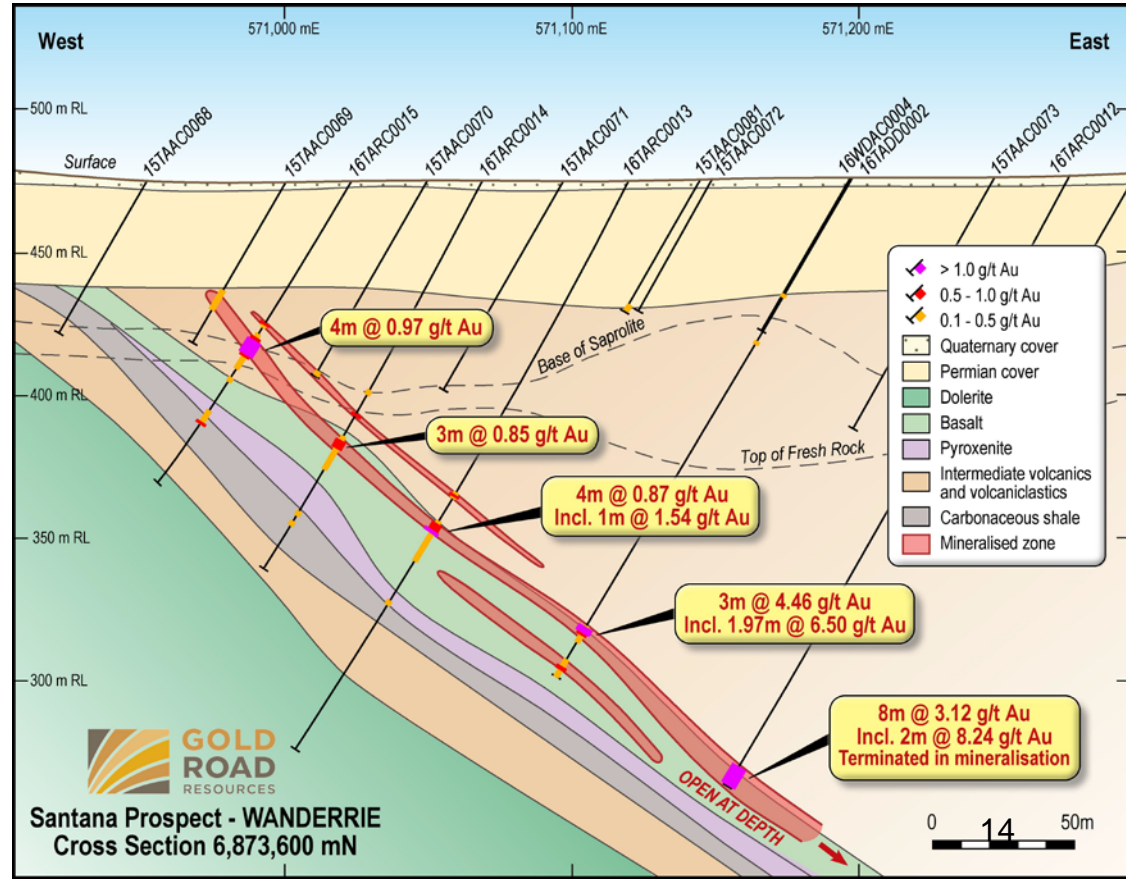 571,000 mE
571,100 mE
571,200 mE
West
East
500 m RL
450 m RL
400 m RL
350 m RL
300 m RL
Surface
15TAAC0068
15TAAC0069
16TARC0015
15TAAC0070
16TARC0014
15TAAC0071
16TARC0013
15TAAC0081
15TAAC0072
16WDAC0004
16TADD0002
15TAAC0073
16TARC0012
> 1.0 g/t Au
0.5 - 1.0 g/t Au
0.1 - 0.5 g/t Au
Quaternary cover
Permian cover
Dolerite
Basalt
Pyroxenite
Intermediate volcanics
and volcaniclastics
Carbonaceous shale
Mineralised zone
4m @ 0.97 g/t Au
Base of Saprolite
3m @ 0.85 g/t Au
Top of Fresh Rock
4m @ 0.87 g/t Au
Incl. 1m @ 1.54 g/t Au
3m @ 4.46 g/t Au
Incl. 1.97m @ 6.50 g/t Au
8m @ 3.12 g/t Au
Incl. 2m @ 8.24 g/t Au
Terminated in mineralisation
OPEN AT DEPTH
GOLD
ROAD
RESOURCES
Santana Prospect - WANDERRIE
Cross Section 6,873,600 mN
0
14
50m